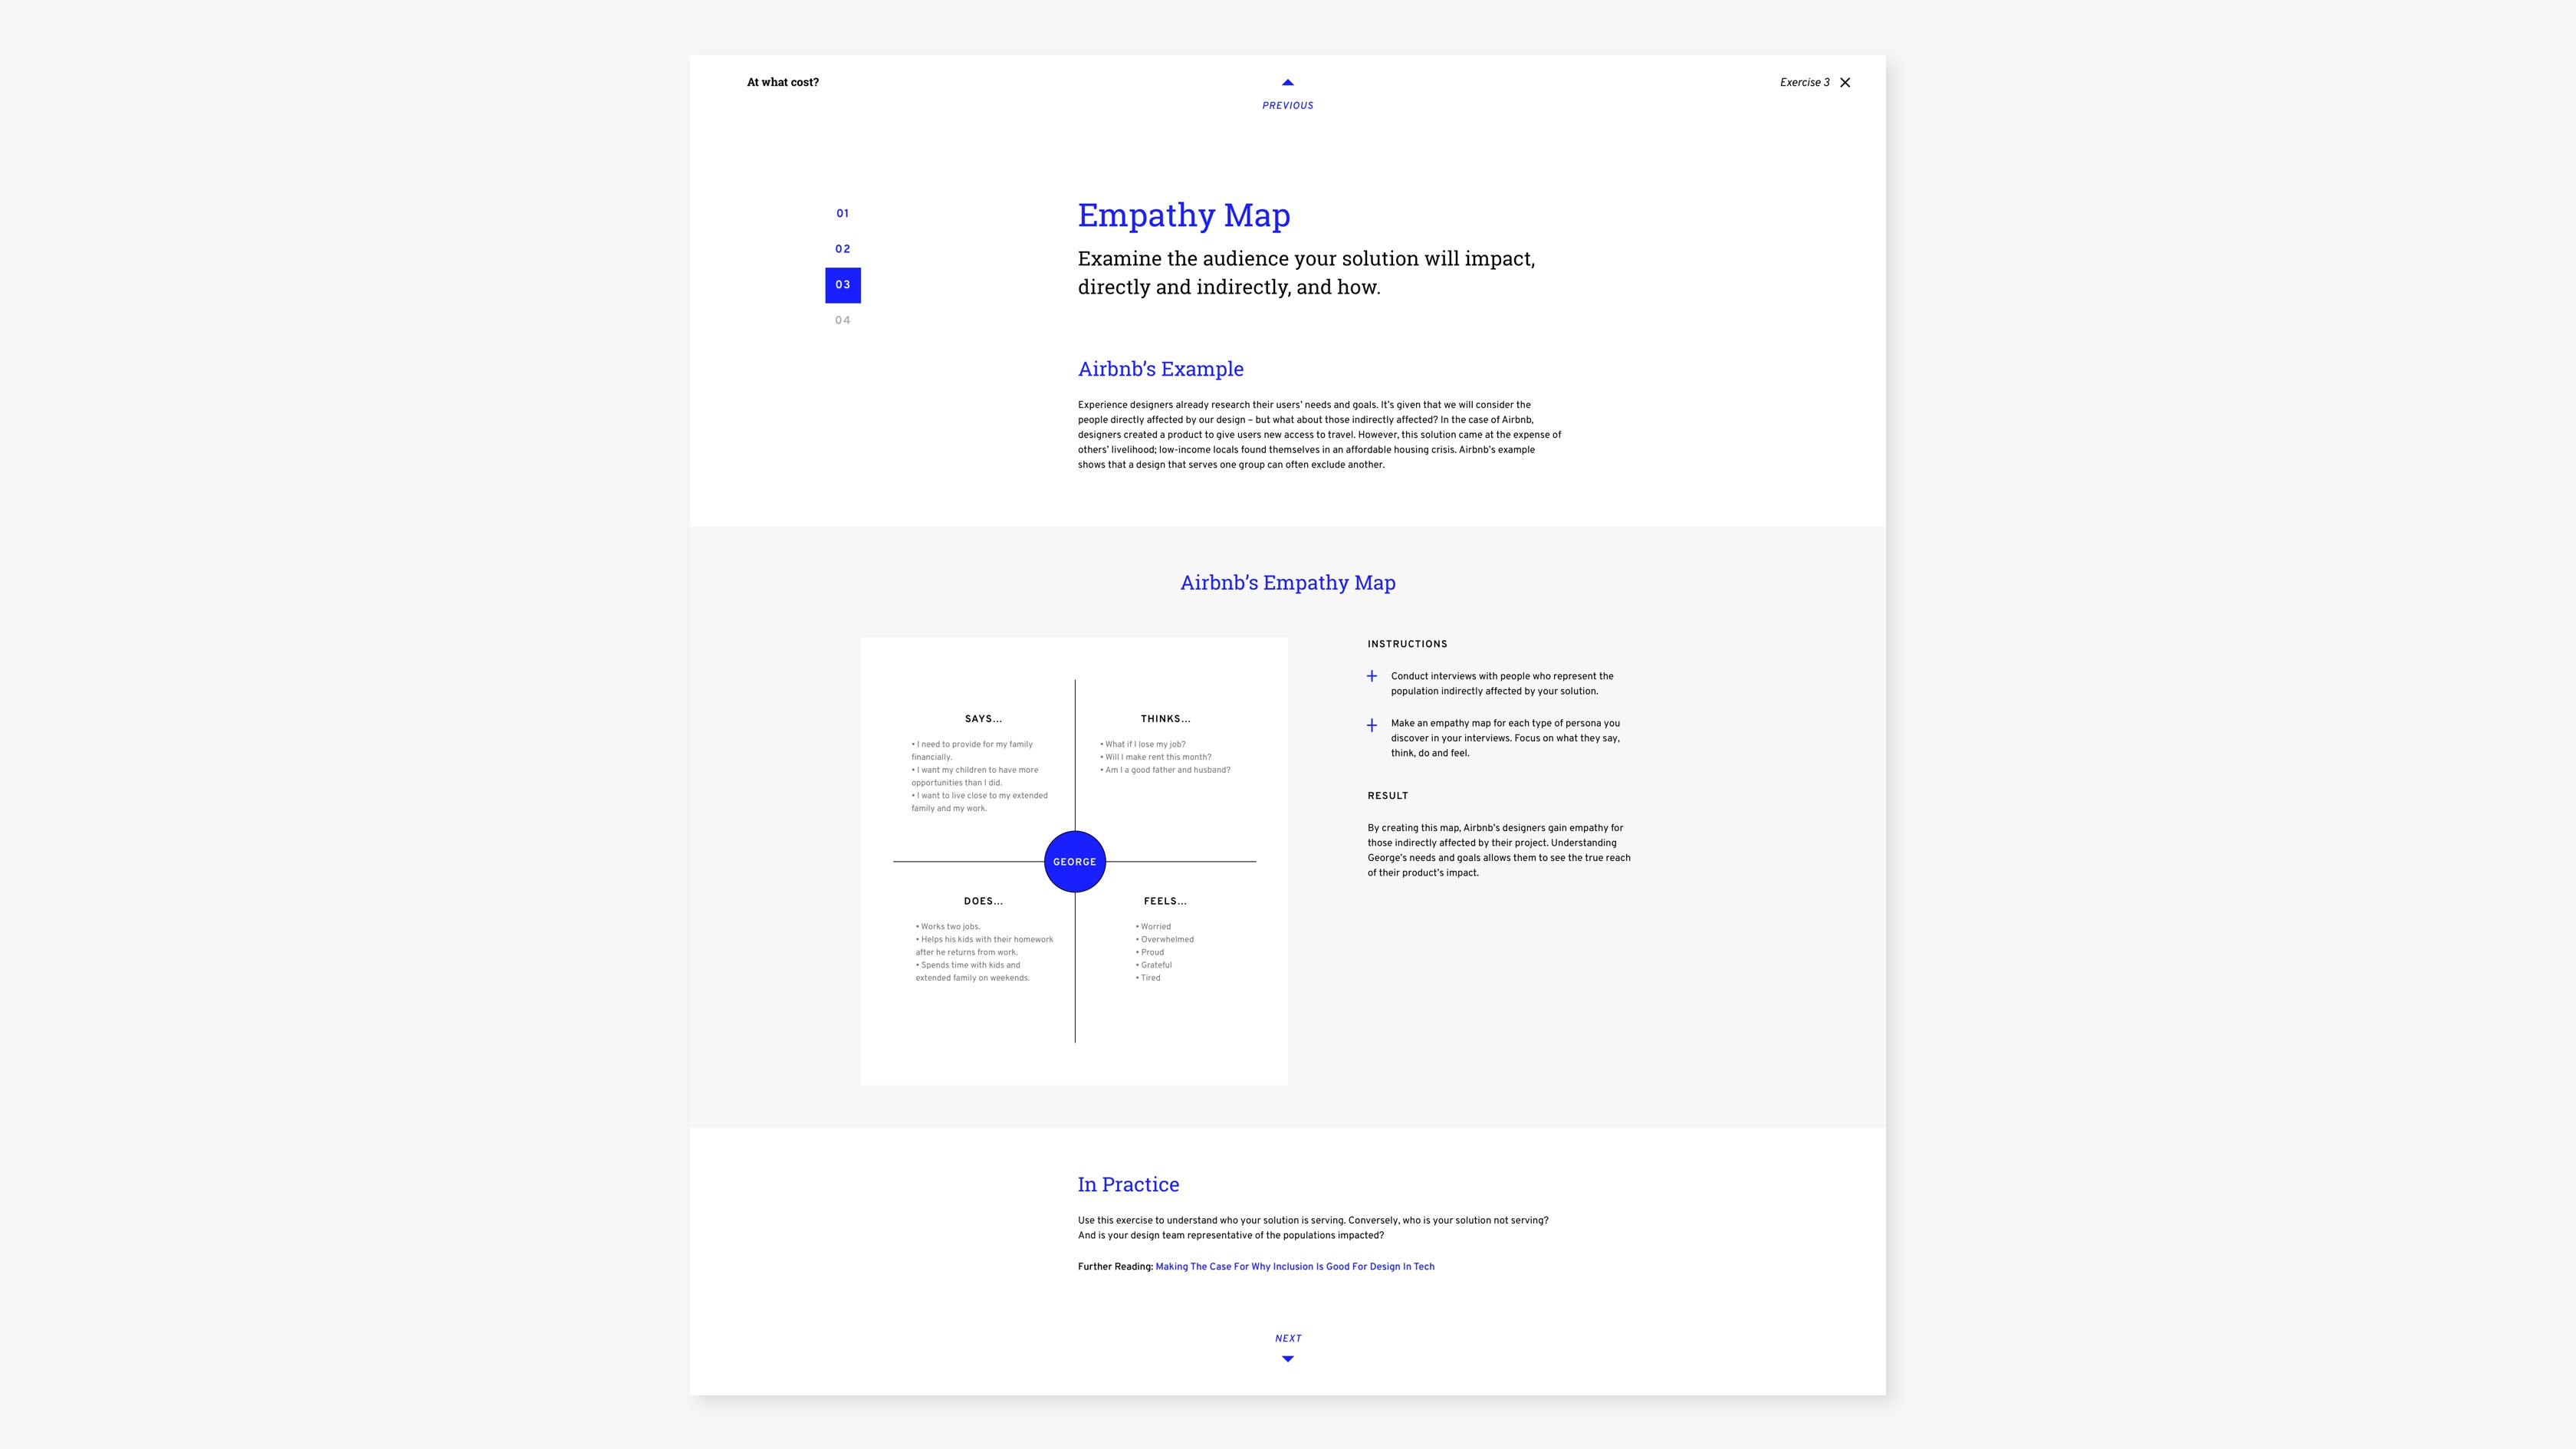 At what cost?
PREVIOUS
Exercise 3
01
02
03
04
Empathy Map
Examine the audience your solution will impact,
directly and indirectly, and how.
Airbnb’s Example
Experience designers already research their users’ needs and goals. It’s given that we will consider the
people directly affected by our design – but what about those indirectly affected? In the case of Airbnb,
designers created a product to give users new access to travel. However, this solution came at the expense of
others’ livelihood; low-income locals found themselves in an affordable housing crisis. Airbnb’s example
shows that a design that serves one group can often exclude another.
Airbnb’s Empathy Map
SAYS...
• I need to provide for my family
financially.
• I want my children to have more
opportunities than I did.
• I want to live close to my extended
family and my work.
THINKS...
• What if I lose my job?
• Will I make rent this month?
• Am I a good father and husband?
GEORGE
DOES...
• Works two jobs.
• Helps his kids with their homework
after he returns from work.
• Spends time with kids and
extended family on weekends.
FEELS...
• Worried
• Overwhelmed
• Proud
• Grateful
• Tired
INSTRUCTIONS
Conduct interviews with people who represent the
population indirectly affected by your solution.
Make an empathy map for each type of persona you
discover in your interviews. Focus on what they say,
think, do and feel.
RESULT
By creating this map, Airbnb’s designers gain empathy for
those indirectly affected by their project. Understanding
George’s needs and goals allows them to see the true reach
of their product’s impact.
In Practice
Use this exercise to understand who your solution is serving. Conversely, who is your solution not serving?
And is your design team representative of the populations impacted?
Further Reading: Making The Case For Why Inclusion Is Good For Design In Tech
NEXT